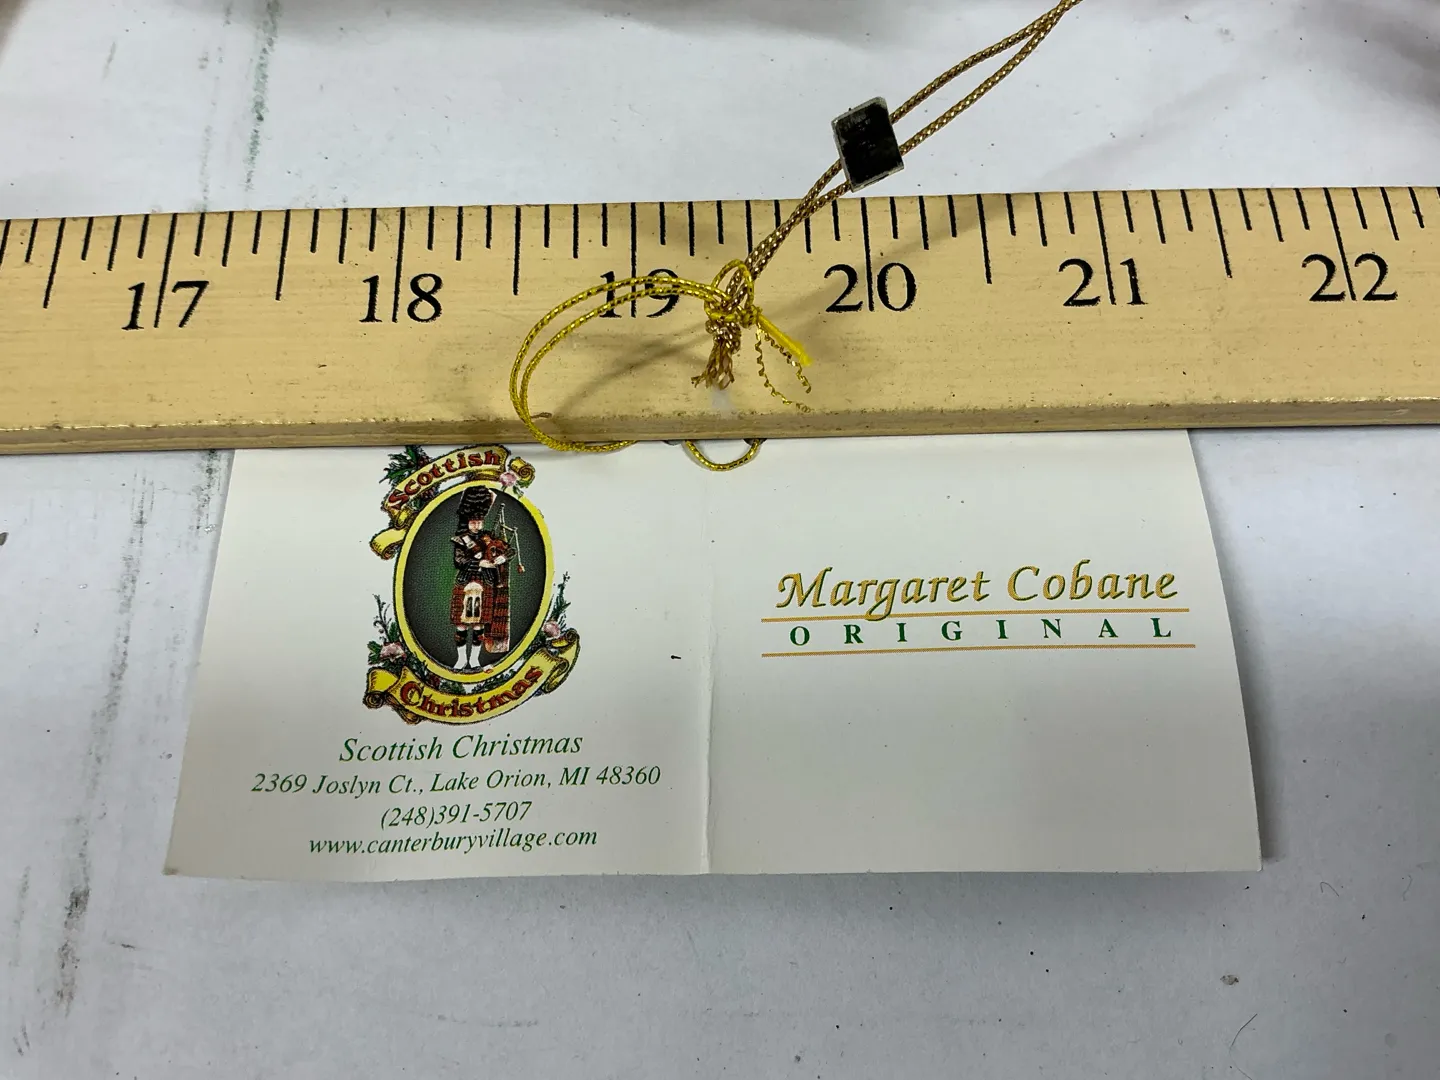 17 18 19 20 21 22
Scottish
Christmas
Scottish Christmas
2369 Joslyn Ct., Lake Orion, MI 48360
(248)391-5707
www.canterburyvillage.com
Margaret Cobane
ORIGINAL